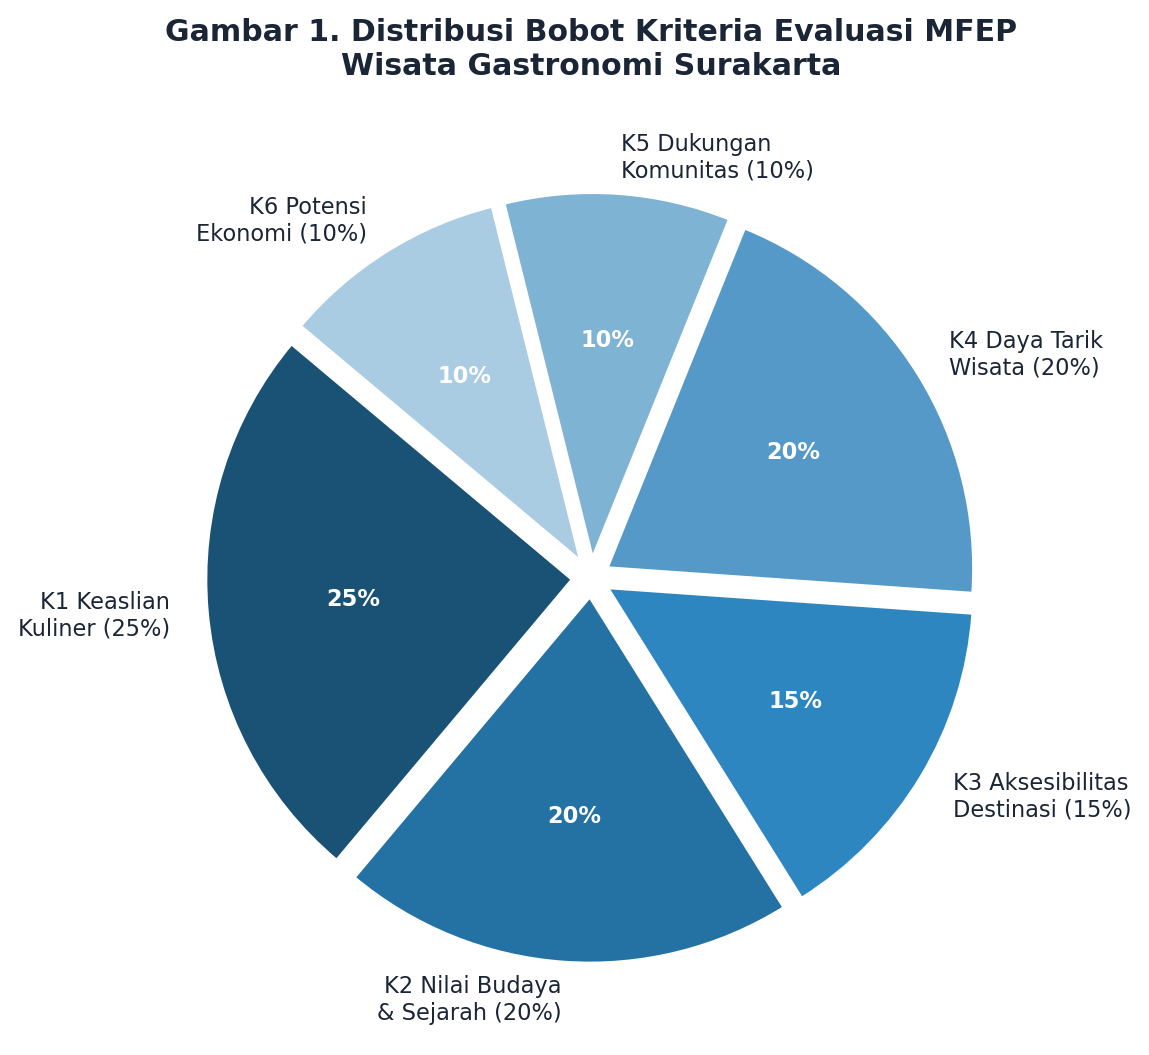 Gambar 1. Distribusi Bobot Kriteria Evaluasi MFEP
Wisata Gastronomi Surakarta
K5 Dukungan
Komunitas (10%)
K6 Potensi
Ekonomi (10%)
K4 Daya Tarik
Wisata (20%)
10%
10%
20%
K1 Keaslian
Kuliner (25%)
25%
15%
K3 Aksesibilitas
Destinasi (15%)
20%
K2 Nilai Budaya
& Sejarah (20%)